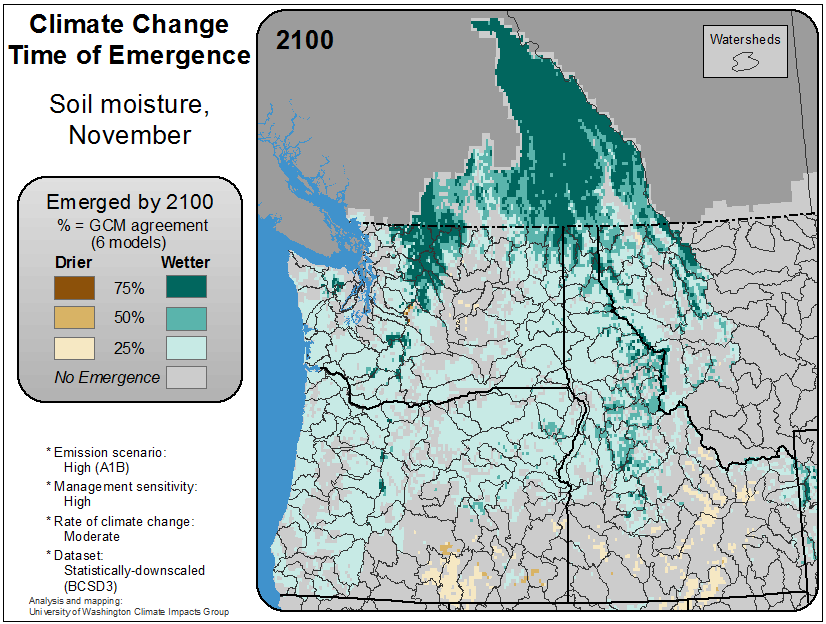 Climate Change
Time of Emergence
Soil moisture,
November
Emerged by 2100
% = GCM agreement
(6 models)
Drier Wetter
75%
50%
25%
No Emergence
* Emission scenario:
High (A1B)
* Management sensitivity:
High
* Rate of climate change:
Moderate
* Dataset:
Statistically-downscaled
(BCSD3)
Analysis and mapping:
University of Washington Climate Impacts Group
2100
Watersheds